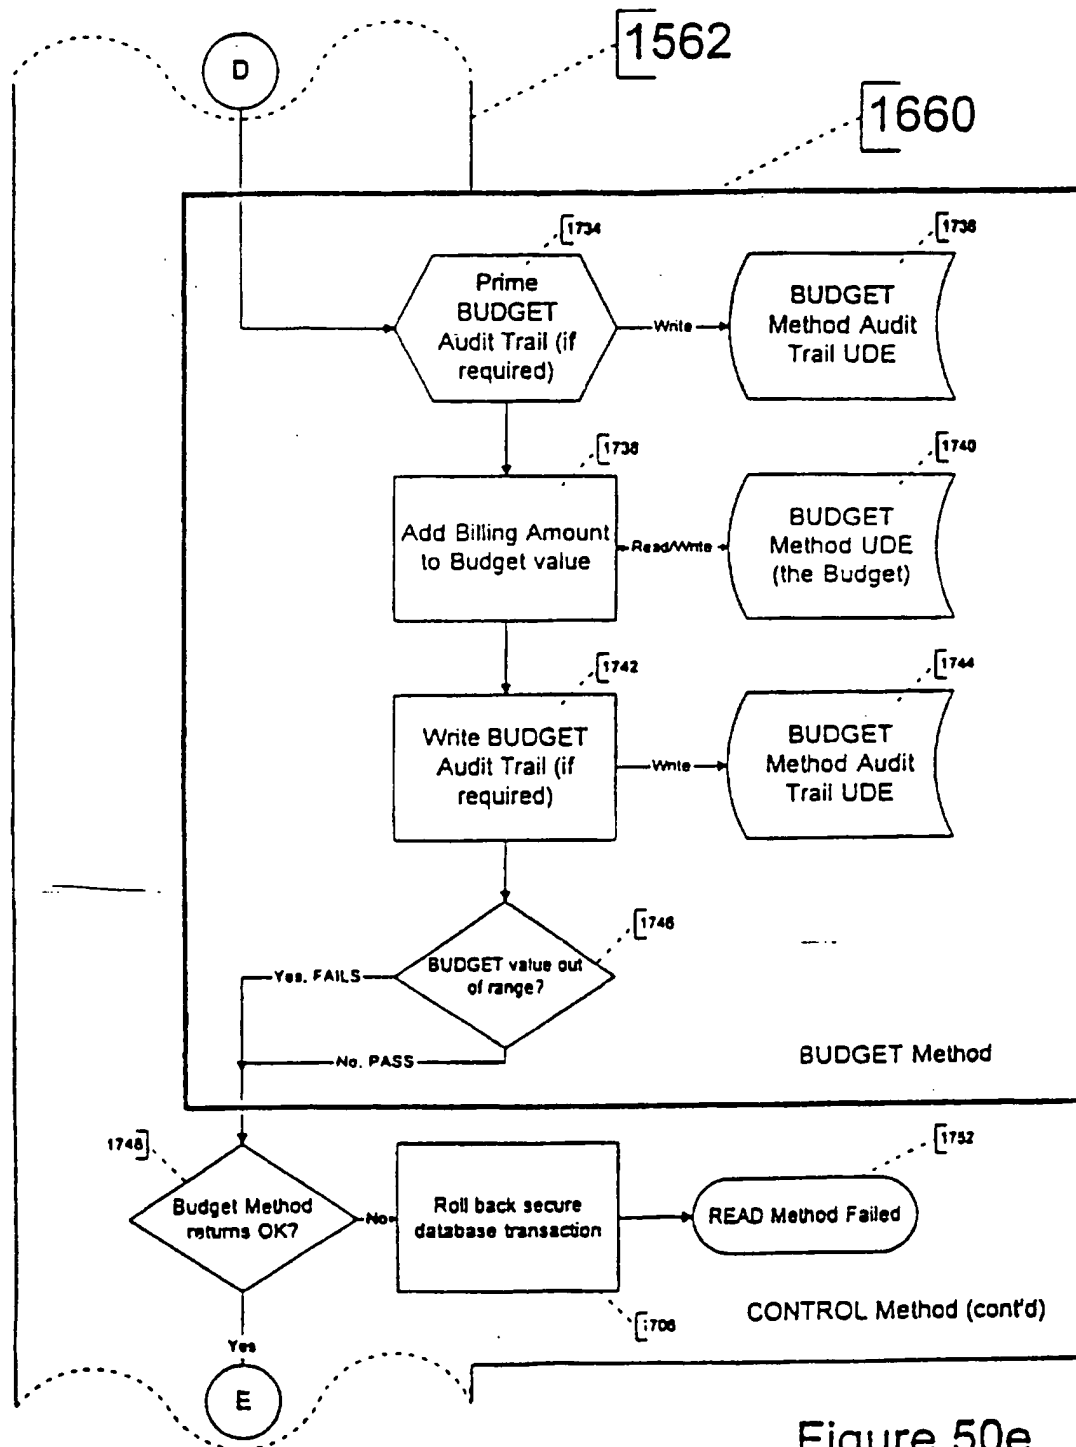 D
1562
1660
1734
Prime
BUDGET
Audit Trail (if
required)
Write
1736
BUDGET
Method Audit
Trail UDE
1738
Add Billing Amount
to Budget value
Read/Write
1740
BUDGET
Method UDE
(the Budget)
1742
Write BUDGET
Audit Trail (if
required)
Write
1744
BUDGET
Method Audit
Trail UDE
1746
BUDGET value out
of range?
Yes, FAILS
No, PASS
BUDGET Method
1748
Budget Method
returns OK?
No
Roll back secure
database transaction
1706
1752
READ Method Failed
CONTROL Method (cont'd)
Yes
E
Figure 50e